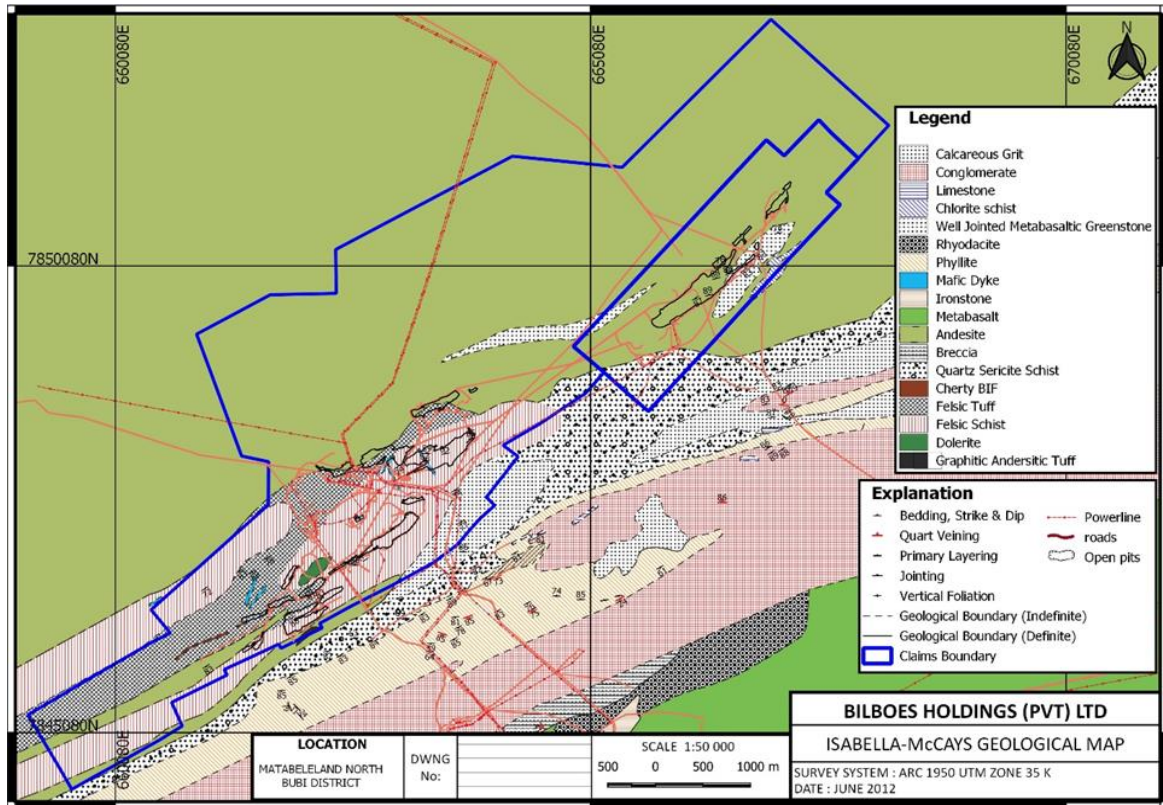 660080E
665080E
670080E
N
7850080N
Legend
Calcareous Grit
Conglomerate
Limestone
Chlorite schist
Well Jointed Metabasaltic Greenstone
Rhyodacite
Phyllite
Mafic Dyke
Ironstone
Metabasalt
Andesite
Breccia
Quartz Sericite Schist
Cherty BIF
Felsic Tuff
Felsic Schist
Dolerite
Graphitic Andersitic Tuff
Explanation
Bedding, Strike & Dip
Quart Veining
Primary Layering
Jointing
Vertical Foliation
Geological Boundary (Indefinite)
Geological Boundary (Definite)
Claims Boundary
Powerline
roads
Open pits
86
74 85
7845080N
660080E
LOCATION
MATABELELAND NORTH
BUBI DISTRICT
DWNG
No:
SCALE 1:50 000
500 0 500 1000 m
BILBOES HOLDINGS (PVT) LTD
ISABELLA-McCAYS GEOLOGICAL MAP
SURVEY SYSTEM : ARC 1950 UTM ZONE 35 K
DATE : JUNE 2012